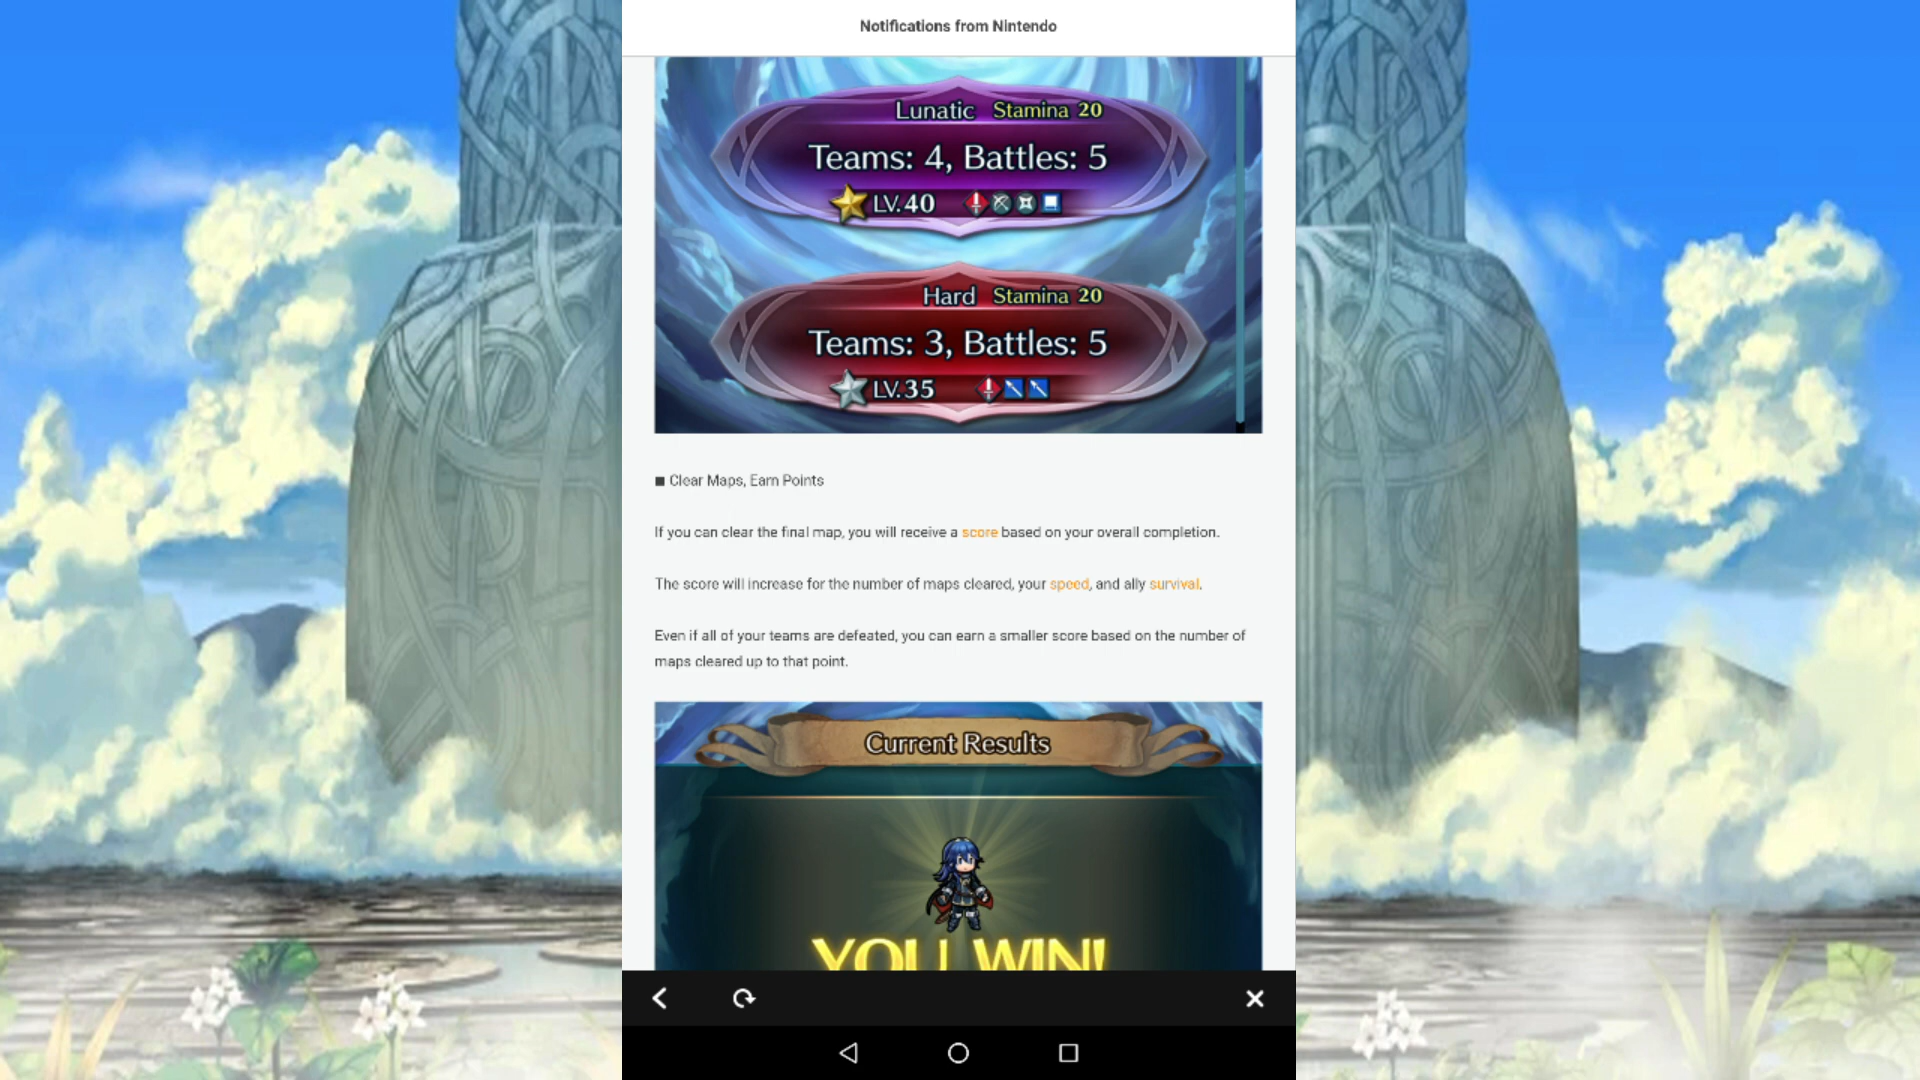 Notifications from Nintendo
Lunatic Stamina 20
Teams: 4, Battles: 5
LV.40
Hard Stamina 20
Teams: 3, Battles: 5
LV.35
■ Clear Maps, Earn Points
If you can clear the final map, you will receive a score based on your overall completion.
The score will increase for the number of maps cleared, your speed, and ally survival.
Even if all of your teams are defeated, you can earn a smaller score based on the number of
maps cleared up to that point.
Current Results
YOU WIN!